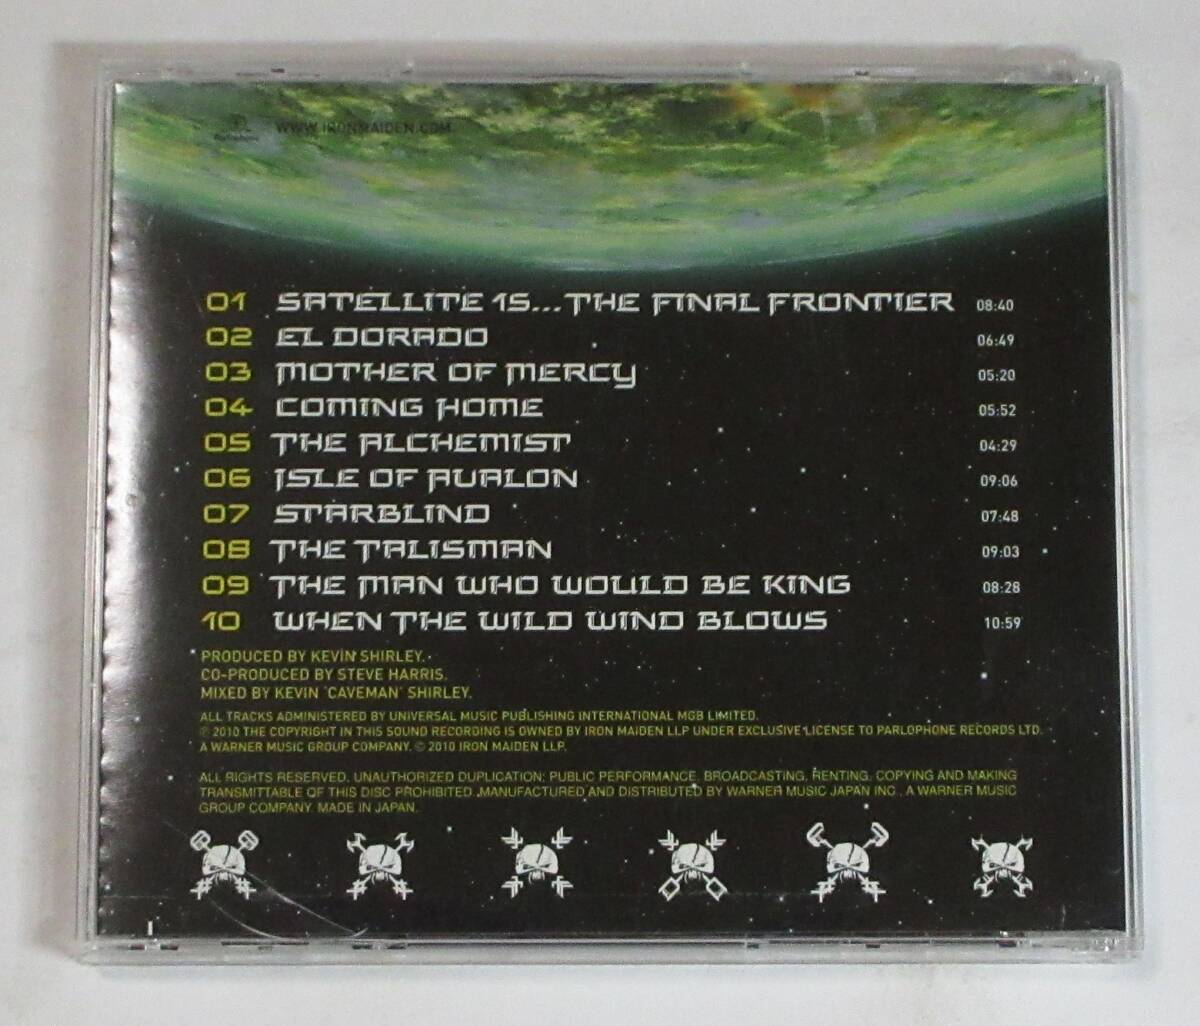 WWW.IRONMAIDEN.COM
01 SATELLITE 15...THE FINAL FRONTIER 08:40
02 EL DORADO 06:49
03 MOTHER OF MERCY 05:20
04 COMING HOME 05:52
05 THE ALCHEMIST 04:29
06 ISLE OF AVALON 09:06
07 STARBLIND 07:48
08 THE TALISMAN 09:03
09 THE MAN WHO WOULD BE KING 08:28
10 WHEN THE WILD WIND BLOWS 10:59
PRODUCED BY KEVIN SHIRLEY.
CO-PRODUCED BY STEVE HARRIS.
MIXED BY KEVIN 'CAVEMAN' SHIRLEY.
ALL TRACKS ADMINISTERED BY UNIVERSAL MUSIC PUBLISHING INTERNATIONAL MGB LIMITED.
℗ 2010 THE COPYRIGHT IN THIS SOUND RECORDING IS OWNED BY IRON MAIDEN LLP UNDER EXCLUSIVE LICENSE TO PARLOPHONE RECORDS LTD.
A WARNER MUSIC GROUP COMPANY. © 2010 IRON MAIDEN LLP.
ALL RIGHTS RESERVED. UNAUTHORIZED DUPLICATION; PUBLIC PERFORMANCE, BROADCASTING, RENTING, COPYING AND MAKING
TRANSMITTABLE OF THIS DISC PROHIBITED .MANUFACTURED AND DISTRIBUTED BY WARNER MUSIC JAPAN INC., A WARNER MUSIC
GROUP COMPANY. MADE IN JAPAN.